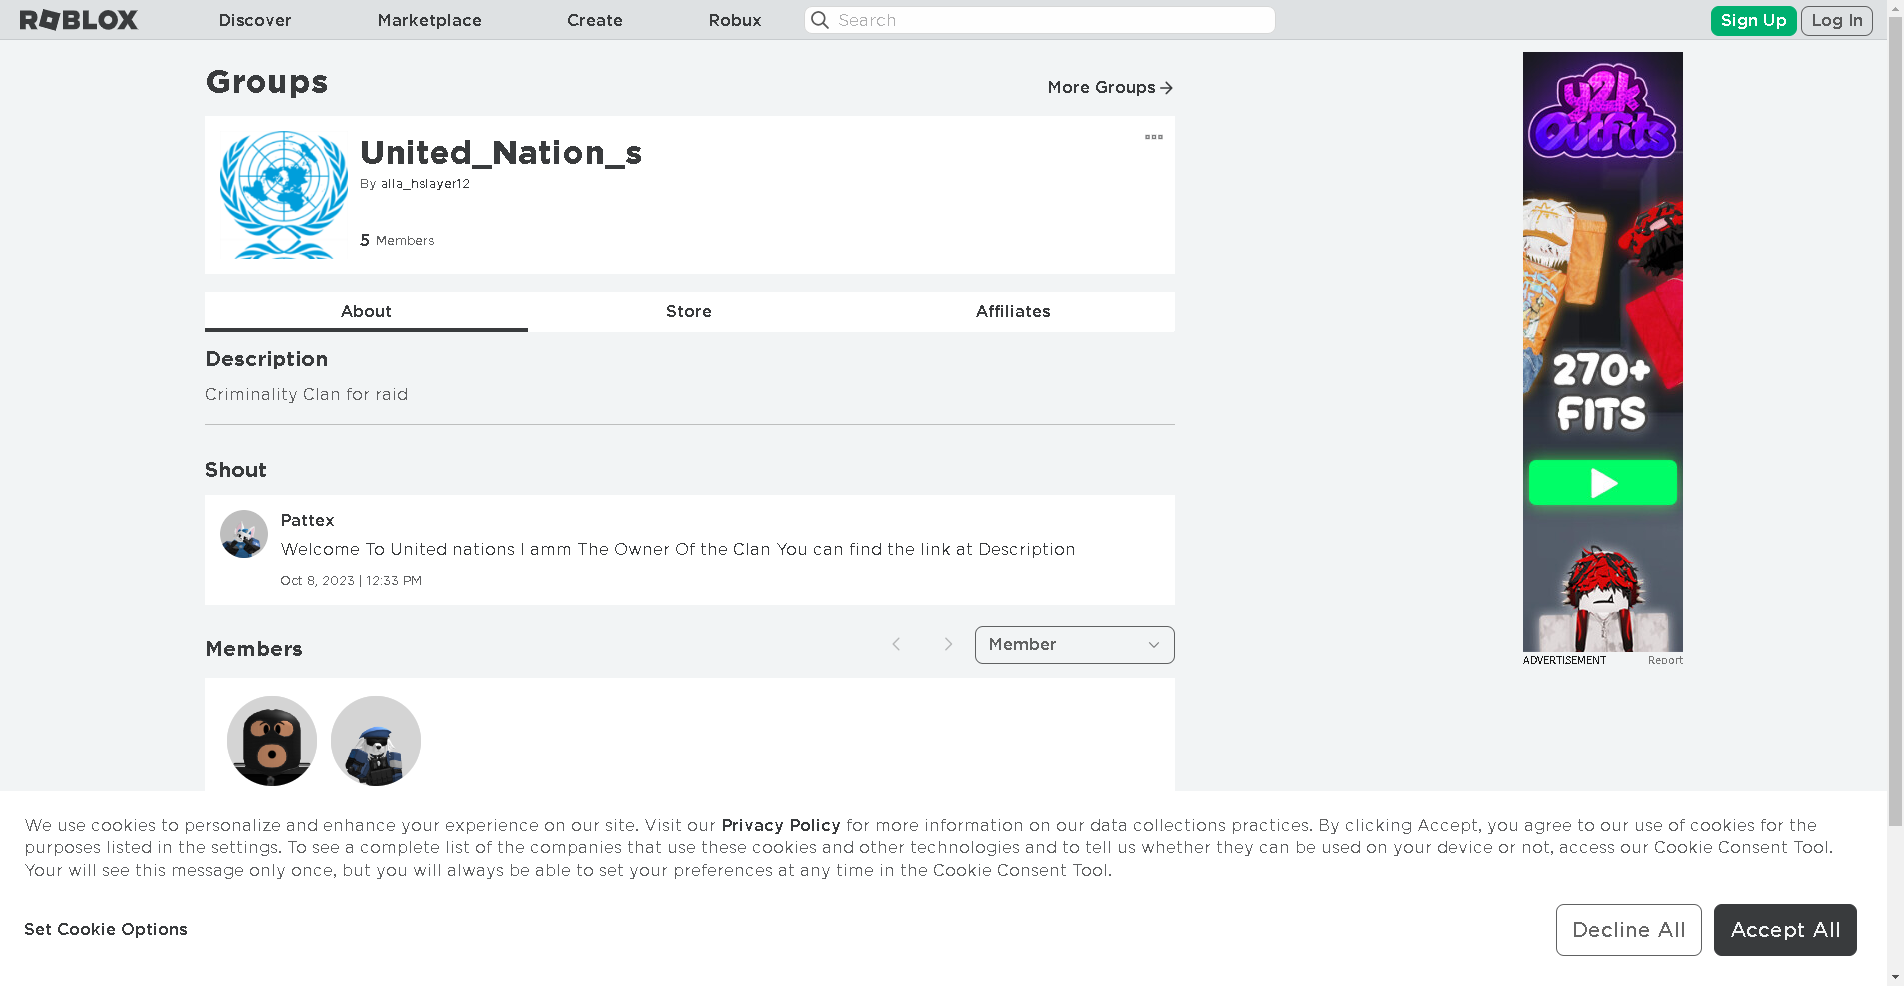 ROBLOX
Discover
Marketplace
Create
Robux
Search
Sign Up
Log In
Groups
More Groups
United_Nation_s
By alla_hslayer12
5 Members
About
Store
Affiliates
Description
Criminality Clan for raid
Shout
Pattex
Welcome To United nations I amm The Owner Of the Clan You can find the link at Description
Oct 8, 2023 | 12:33 PM
Members
Member
y2k
Outfits
270+
FITS
ADVERTISEMENT
Report
We use cookies to personalize and enhance your experience on our site. Visit our Privacy Policy for more information on our data collections practices. By clicking Accept, you agree to our use of cookies for the
purposes listed in the settings. To see a complete list of the companies that use these cookies and other technologies and to tell us whether they can be used on your device or not, access our Cookie Consent Tool.
Your will see this message only once, but you will always be able to set your preferences at any time in the Cookie Consent Tool.
Set Cookie Options
Decline All
Accept All